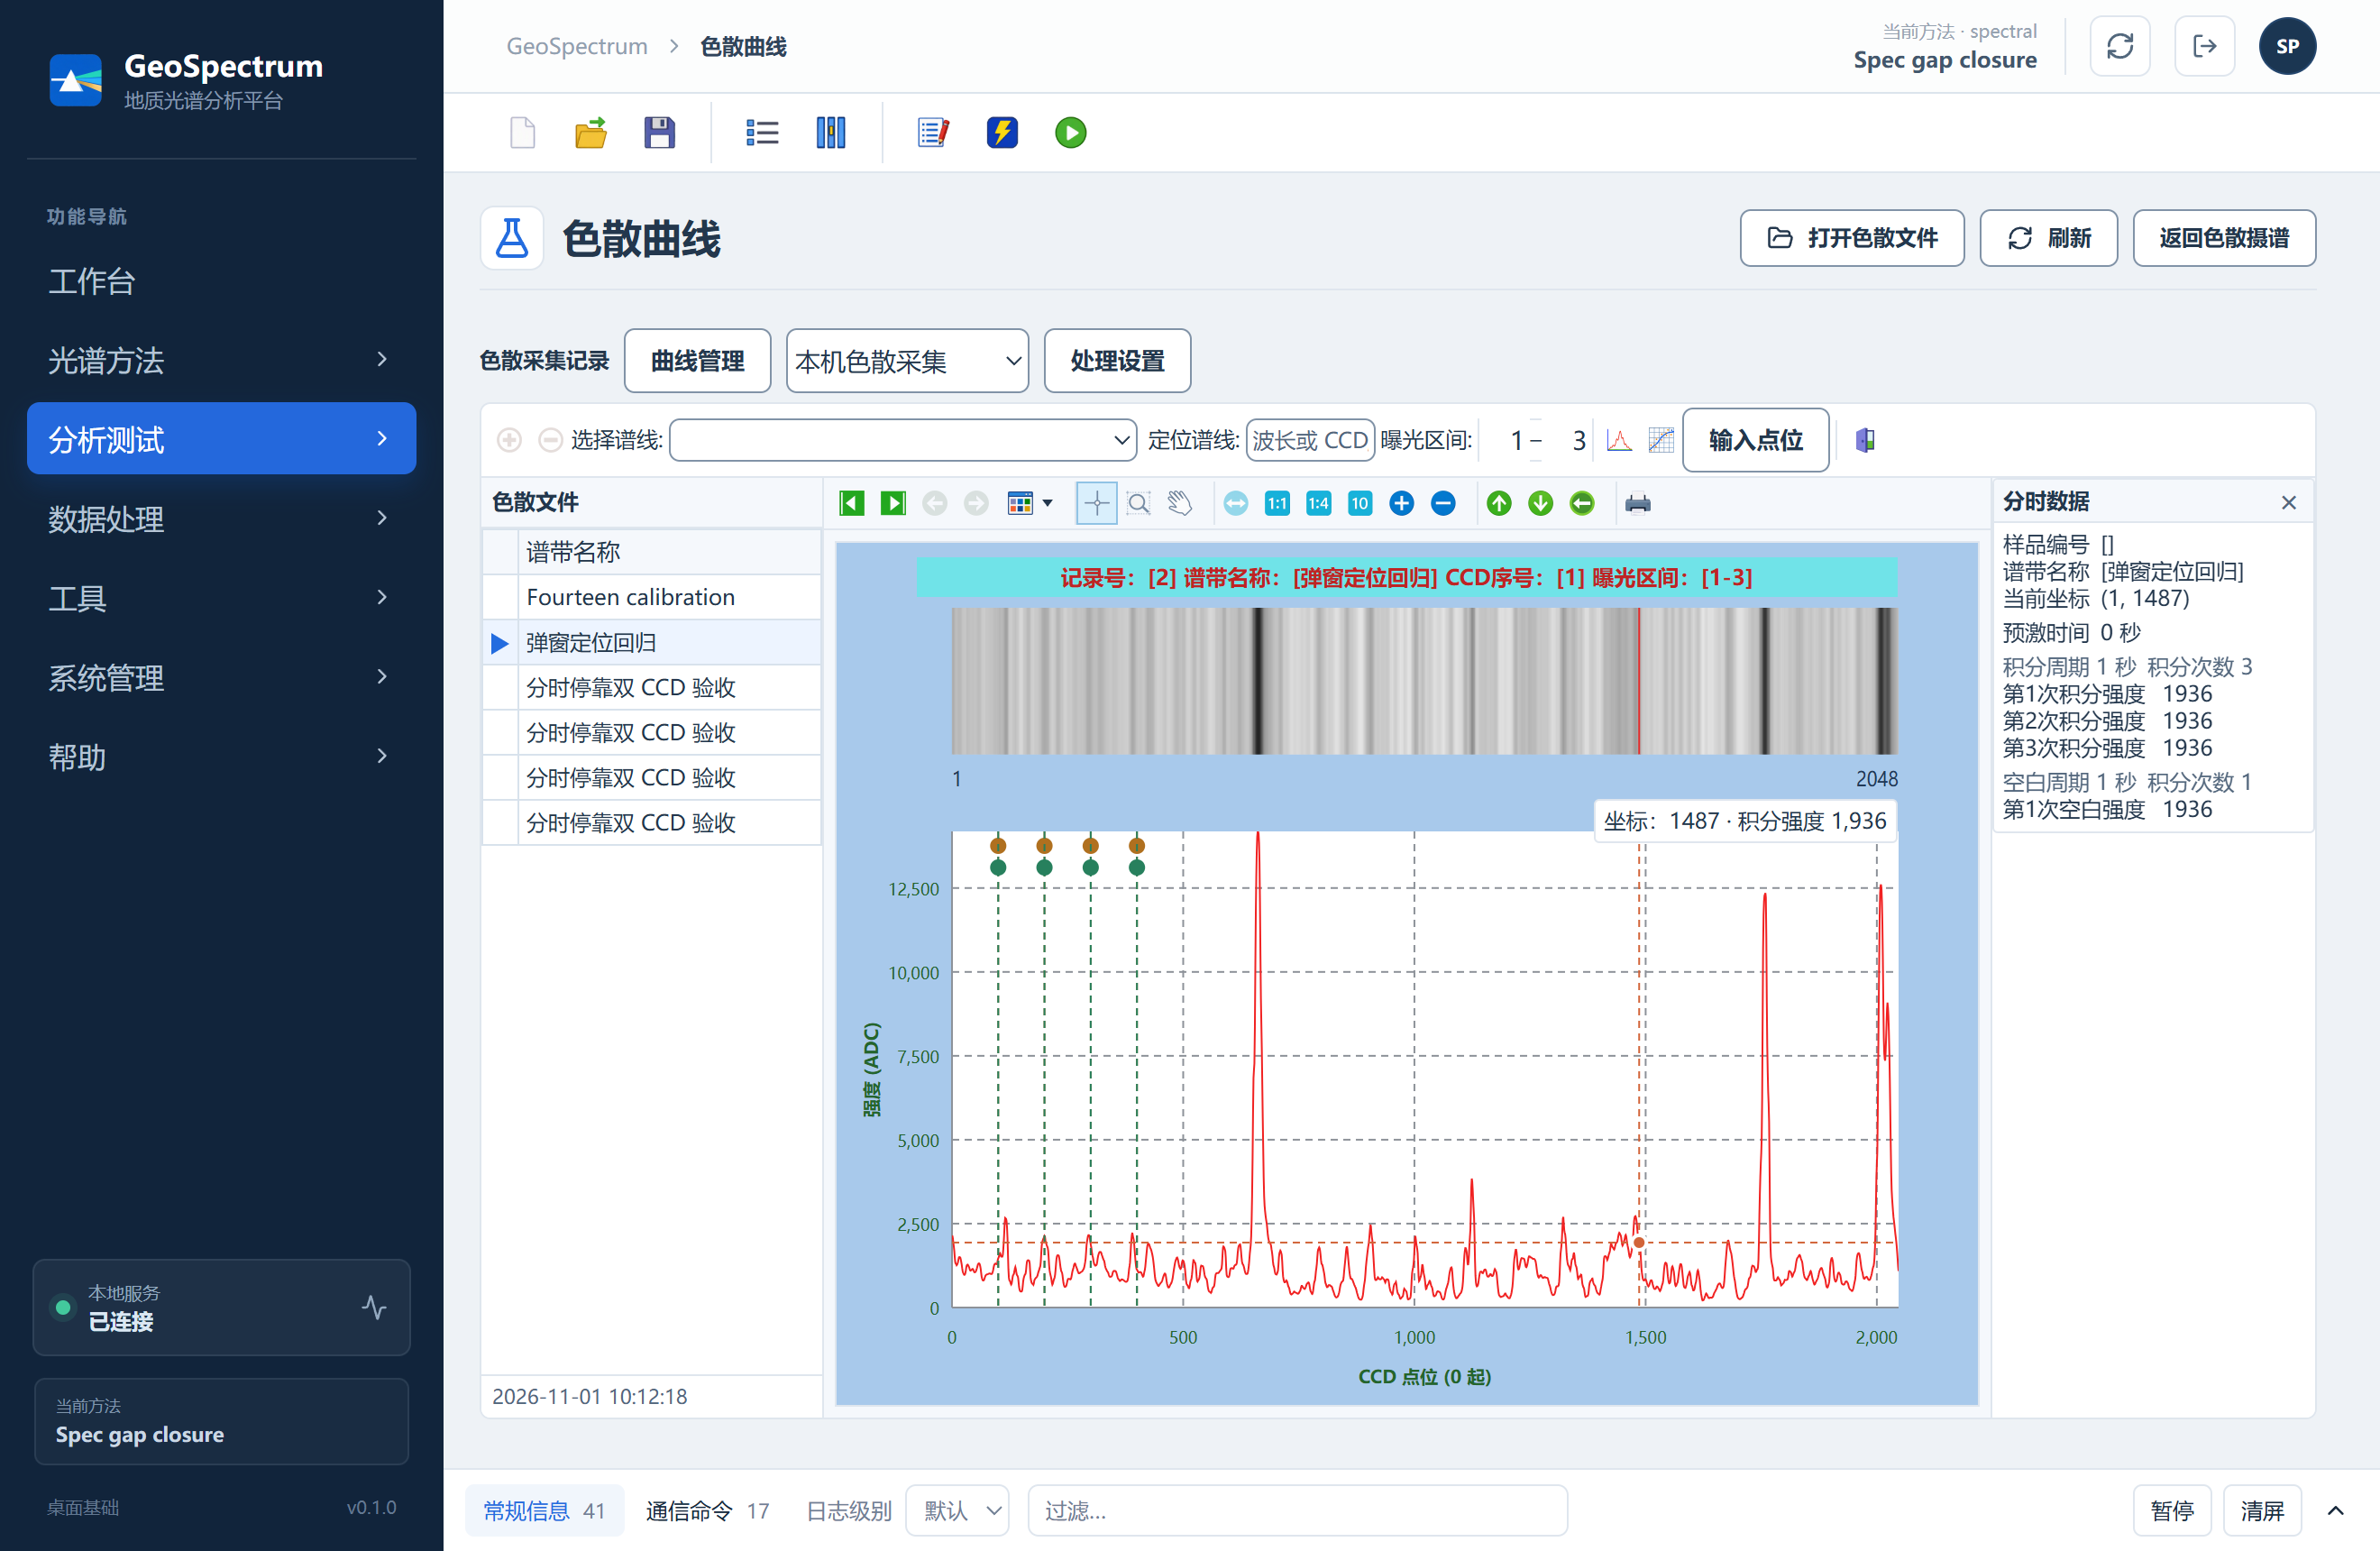 GeoSpectrum
地质光谱分析平台
功能导航
工作台
光谱方法
分析测试
数据处理
工具
系统管理
帮助
本地服务
已连接
当前方法
Spec gap closure
桌面基础 v0.1.0
GeoSpectrum > 色散曲线
当前方法 · spectral
Spec gap closure
SP
色散曲线
打开色散文件 刷新 返回色散摄谱
色散采集记录 曲线管理 本机色散采集 处理设置
选择谱线: 定位谱线: 波长或 CCD 曝光区间: 1 – 3 输入点位
色散文件
1:1 1:4 10
谱带名称
Fourteen calibration
弹窗定位回归
分时停靠双 CCD 验收
分时停靠双 CCD 验收
分时停靠双 CCD 验收
分时停靠双 CCD 验收
2026-11-01 10:12:18
记录号：[2] 谱带名称：[弹窗定位回归] CCD序号：[1] 曝光区间：[1-3]
1 2048
坐标：1487 · 积分强度 1,936
12,500
10,000
7,500
5,000
2,500
0
强度 (ADC)
0 500 1,000 1,500 2,000
CCD 点位 (0 起)
分时数据
样品编号 []
谱带名称 [弹窗定位回归]
当前坐标 (1, 1487)
预激时间 0 秒
积分周期 1 秒 积分次数 3
第1次积分强度 1936
第2次积分强度 1936
第3次积分强度 1936
空白周期 1 秒 积分次数 1
第1次空白强度 1936
常规信息 41 通信命令 17 日志级别 默认 过滤... 暂停 清屏